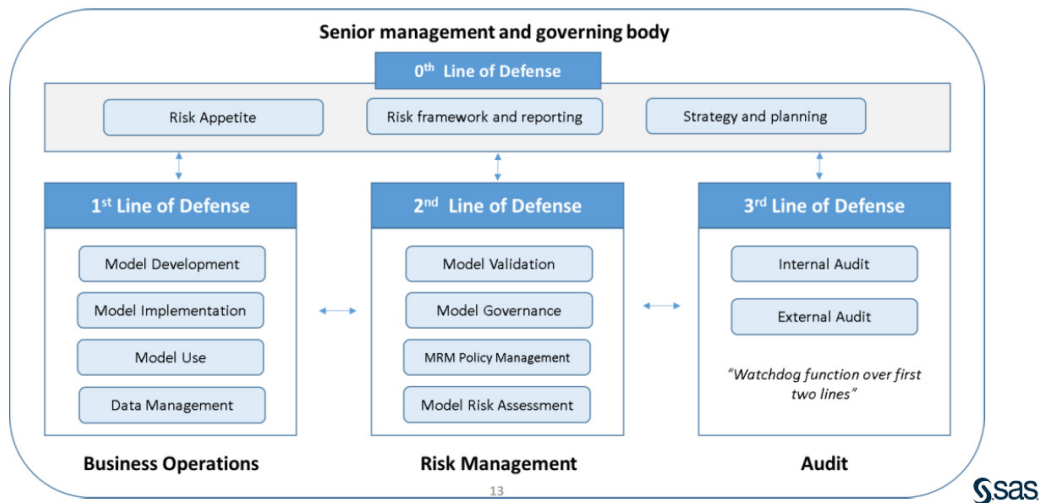 Senior management and governing body
0th Line of Defense
Risk Appetite
Risk framework and reporting
Strategy and planning
1st Line of Defense
Model Development
Model Implementation
Model Use
Data Management
Business Operations
2nd Line of Defense
Model Validation
Model Governance
MRM Policy Management
Model Risk Assessment
Risk Management
3rd Line of Defense
Internal Audit
External Audit
"Watchdog function over first
two lines"
Audit
13
sas